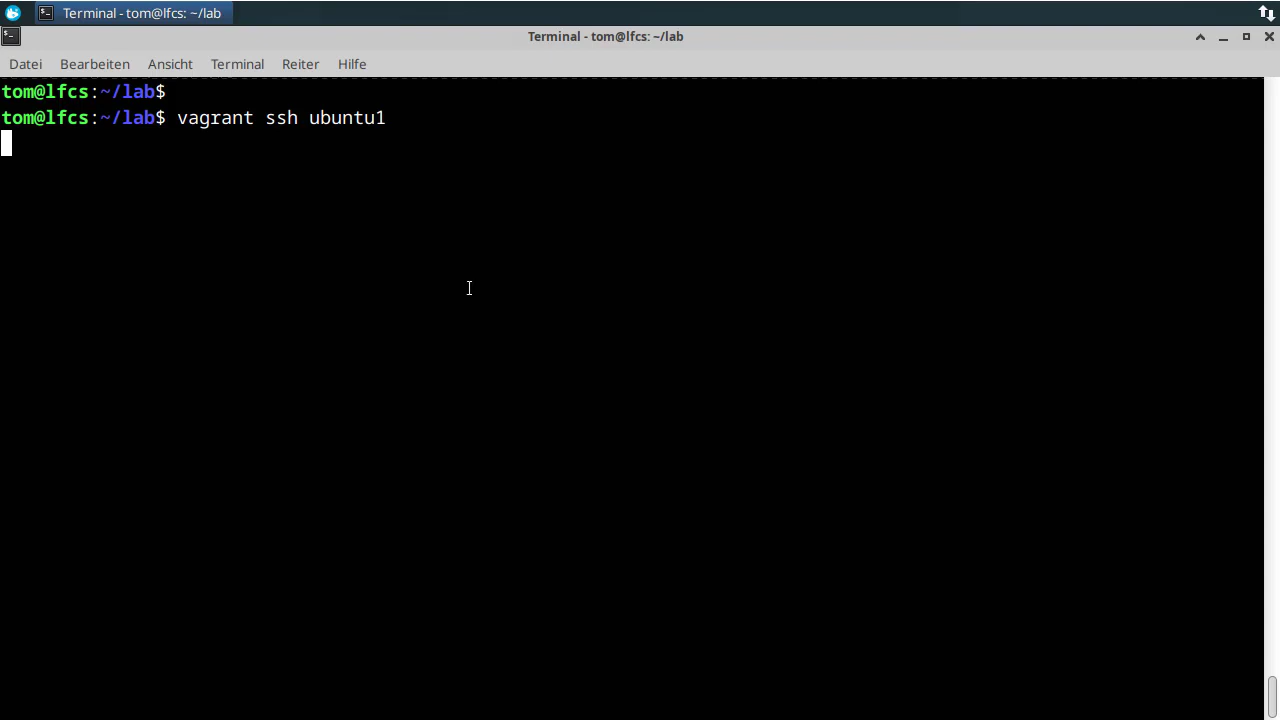 Terminal - tom@lfcs: ~/lab
Terminal - tom@lfcs: ~/lab
Datei Bearbeiten Ansicht Terminal Reiter Hilfe
tom@lfcs:~/lab$
tom@lfcs:~/lab$ vagrant ssh ubuntu1